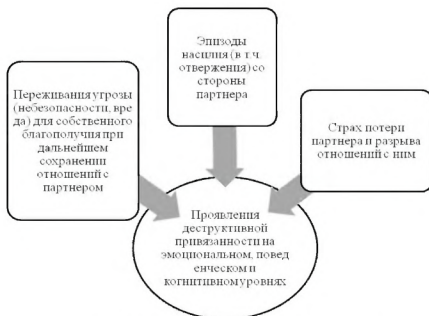 Эпизоды
насилия (в т.ч.
отвержения) со
стороны
партнера
Переживания угрозы
(небезопасности, вре
да) для собственного
благополучия при
дальнейшем
сохранении
отношений с
партнером
Страх потери
партнера и разрыва
отношений с ним
Проявления
деструктивной
привязанности на
эмоциональном, повед
енческом и
когнитивном уровнях